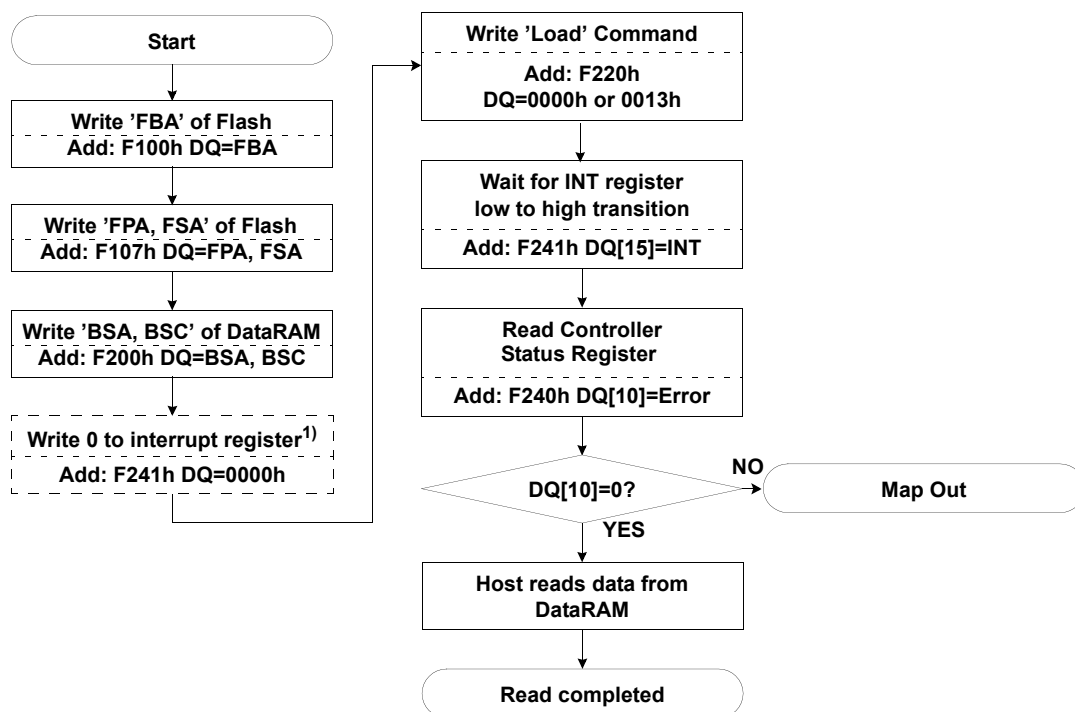 Start
Write ’FBA’ of Flash
Add: F100h DQ=FBA
Write ’FPA, FSA’ of Flash
Add: F107h DQ=FPA, FSA
Write ’BSA, BSC’ of DataRAM
Add: F200h DQ=BSA, BSC
Write 0 to interrupt register1)
Add: F241h DQ=0000h
Write ’Load’ Command
Add: F220h
DQ=0000h or 0013h
Wait for INT register
low to high transition
Add: F241h DQ[15]=INT
Read Controller
Status Register
Add: F240h DQ[10]=Error
DQ[10]=0?
NO
Map Out
YES
Host reads data from
DataRAM
Read completed